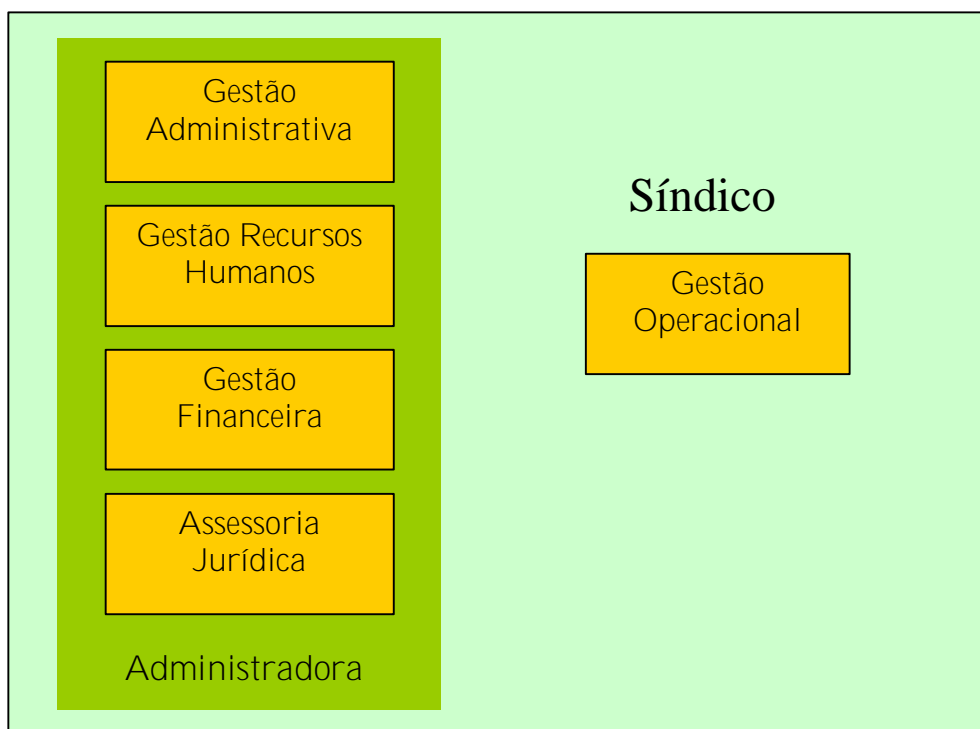 Gestão
Administrativa
Gestão Recursos
Humanos
Gestão
Financeira
Assessoria
Jurídica
Administradora
Síndico
Gestão
Operacional